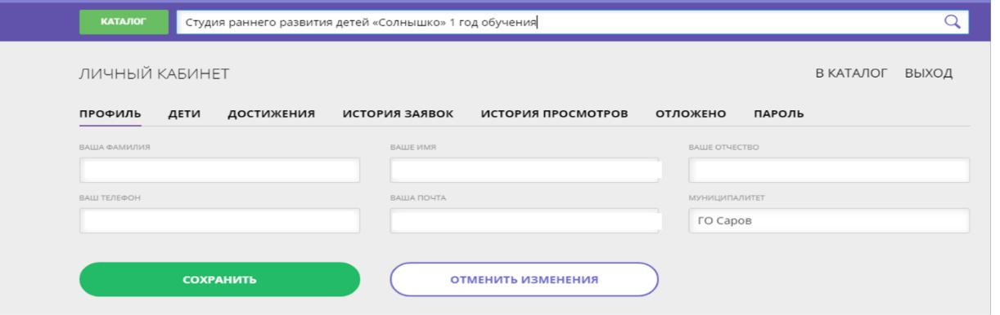 КАТАЛОГ Студия раннего развития детей «Солнышко» 1 год обучения
ЛИЧНЫЙ КАБИНЕТ В КАТАЛОГ ВЫХОД
ПРОФИЛЬ ДЕТИ ДОСТИЖЕНИЯ ИСТОРИЯ ЗАЯВОК ИСТОРИЯ ПРОСМОТРОВ ОТЛОЖЕНО ПАРОЛЬ
ВАША ФАМИЛИЯ ВАШЕ ИМЯ ВАШЕ ОТЧЕСТВО
ВАШ ТЕЛЕФОН ВАША ПОЧТА МУНИЦИПАЛИТЕТ
ГО Саров
СОХРАНИТЬ ОТМЕНИТЬ ИЗМЕНЕНИЯ